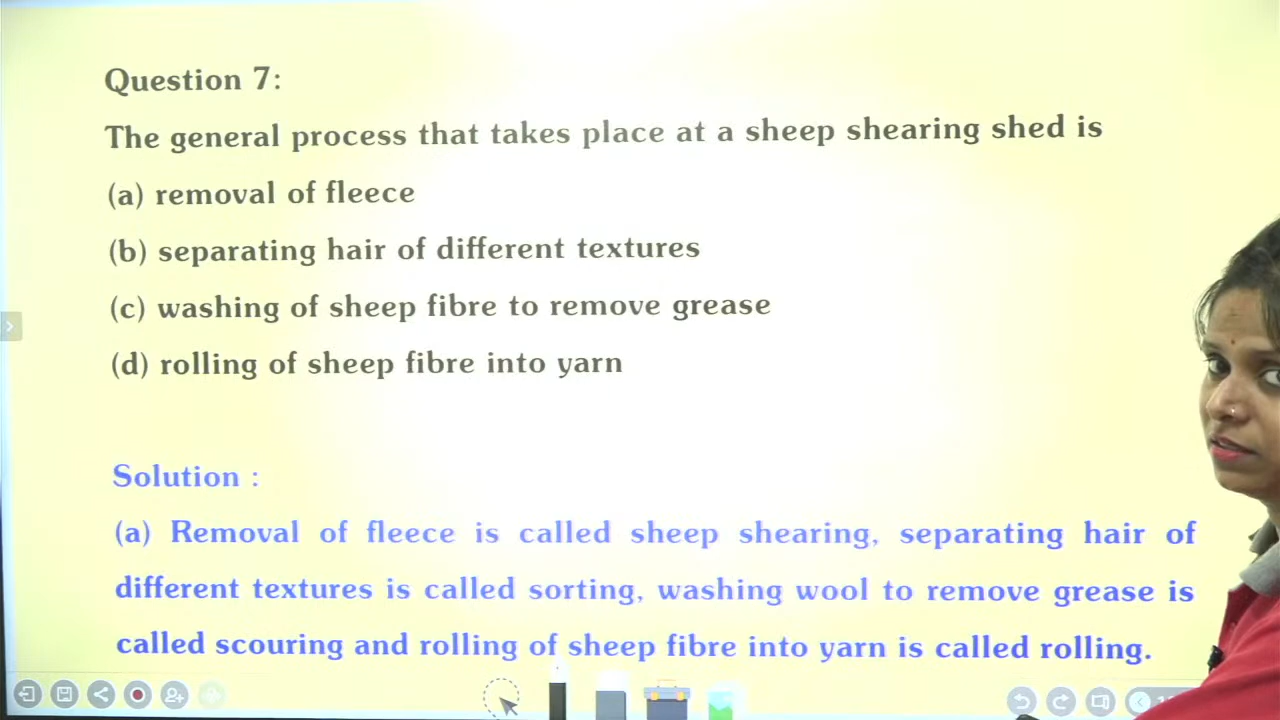 Question 7:
The general process that takes place at a sheep shearing shed is
(a) removal of fleece
(b) separating hair of different textures
(c) washing of sheep fibre to remove grease
(d) rolling of sheep fibre into yarn
Solution :
(a) Removal of fleece is called sheep shearing, separating hair of
different textures is called sorting, washing wool to remove grease is
called scouring and rolling of sheep fibre into yarn is called rolling.